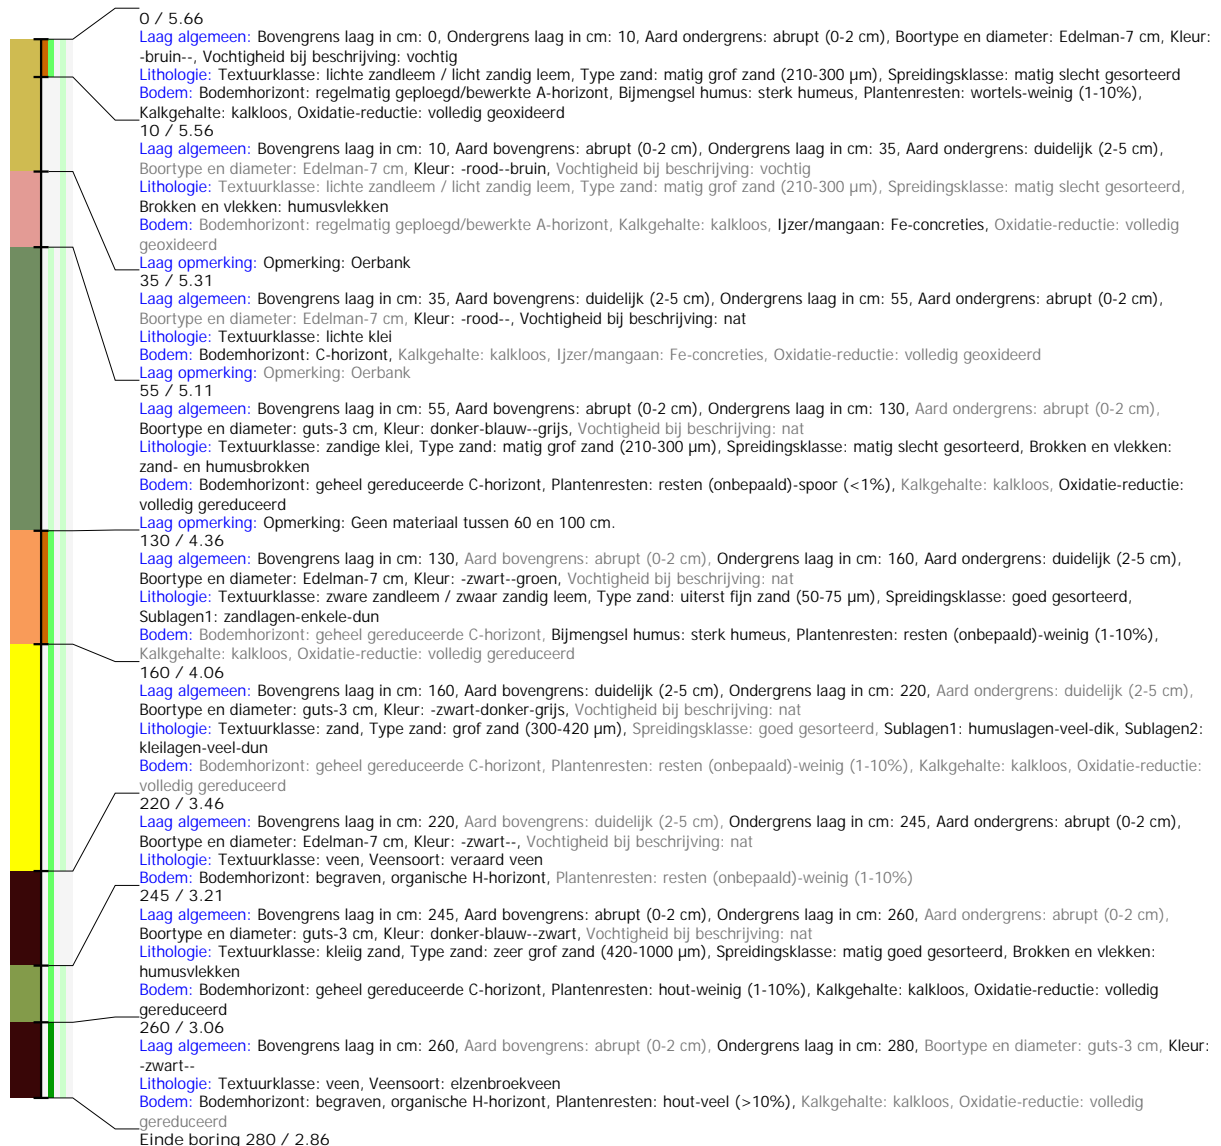 0 / 5.66
Laag algemeen: Bovengrens laag in cm: 0, Ondergrens laag in cm: 10, Aard ondergrens: abrupt (0-2 cm), Boortype en diameter: Edelman-7 cm, Kleur:
-bruin--, Vochtigheid bij beschrijving: vochtig
Lithologie: Textuurklasse: lichte zandleem / licht zandig leem, Type zand: matig grof zand (210-300 µm), Spreidingsklasse: matig slecht gesorteerd
Bodem: Bodemhorizont: regelmatig geploegd/bewerkte A-horizont, Bijmengsel humus: sterk humeus, Plantenresten: wortels-weinig (1-10%),
Kalkgehalte: kalkloos, Oxidatie-reductie: volledig geoxideerd
10 / 5.56
Laag algemeen: Bovengrens laag in cm: 10, Aard bovengrens: abrupt (0-2 cm), Ondergrens laag in cm: 35, Aard ondergrens: duidelijk (2-5 cm),
Boortype en diameter: Edelman-7 cm, Kleur: -rood--bruin, Vochtigheid bij beschrijving: vochtig
Lithologie: Textuurklasse: lichte zandleem / licht zandig leem, Type zand: matig grof zand (210-300 µm), Spreidingsklasse: matig slecht gesorteerd,
Brokken en vlekken: humusvlekken
Bodem: Bodemhorizont: regelmatig geploegd/bewerkte A-horizont, Kalkgehalte: kalkloos, Ijzer/mangaan: Fe-concreties, Oxidatie-reductie: volledig
geoxideerd
Laag opmerking: Opmerking: Oerbank
35 / 5.31
Laag algemeen: Bovengrens laag in cm: 35, Aard bovengrens: duidelijk (2-5 cm), Ondergrens laag in cm: 55, Aard ondergrens: abrupt (0-2 cm),
Boortype en diameter: Edelman-7 cm, Kleur: -rood--, Vochtigheid bij beschrijving: nat
Lithologie: Textuurklasse: lichte klei
Bodem: Bodemhorizont: C-horizont, Kalkgehalte: kalkloos, Ijzer/mangaan: Fe-concreties, Oxidatie-reductie: volledig geoxideerd
Laag opmerking: Opmerking: Oerbank
55 / 5.11
Laag algemeen: Bovengrens laag in cm: 55, Aard bovengrens: abrupt (0-2 cm), Ondergrens laag in cm: 130, Aard ondergrens: abrupt (0-2 cm),
Boortype en diameter: guts-3 cm, Kleur: donker-blauw--grijs, Vochtigheid bij beschrijving: nat
Lithologie: Textuurklasse: zandige klei, Type zand: matig grof zand (210-300 µm), Spreidingsklasse: matig slecht gesorteerd, Brokken en vlekken:
zand- en humusbrokken
Bodem: Bodemhorizont: geheel gereduceerde C-horizont, Plantenresten: resten (onbepaald)-spoor (<1%), Kalkgehalte: kalkloos, Oxidatie-reductie:
volledig gereduceerd
Laag opmerking: Opmerking: Geen materiaal tussen 60 en 100 cm.
130 / 4.36
Laag algemeen: Bovengrens laag in cm: 130, Aard bovengrens: abrupt (0-2 cm), Ondergrens laag in cm: 160, Aard ondergrens: duidelijk (2-5 cm),
Boortype en diameter: Edelman-7 cm, Kleur: -zwart--groen, Vochtigheid bij beschrijving: nat
Lithologie: Textuurklasse: zware zandleem / zwaar zandig leem, Type zand: uiterst fijn zand (50-75 µm), Spreidingsklasse: goed gesorteerd,
Sublagen1: zandlagen-enkele-dun
Bodem: Bodemhorizont: geheel gereduceerde C-horizont, Bijmengsel humus: sterk humeus, Plantenresten: resten (onbepaald)-weinig (1-10%),
Kalkgehalte: kalkloos, Oxidatie-reductie: volledig gereduceerd
160 / 4.06
Laag algemeen: Bovengrens laag in cm: 160, Aard bovengrens: duidelijk (2-5 cm), Ondergrens laag in cm: 220, Aard ondergrens: duidelijk (2-5 cm),
Boortype en diameter: guts-3 cm, Kleur: -zwart-donker-grijs, Vochtigheid bij beschrijving: nat
Lithologie: Textuurklasse: zand, Type zand: grof zand (300-420 µm), Spreidingsklasse: goed gesorteerd, Sublagen1: humuslagen-veel-dik, Sublagen2:
kleilagen-veel-dun
Bodem: Bodemhorizont: geheel gereduceerde C-horizont, Plantenresten: resten (onbepaald)-weinig (1-10%), Kalkgehalte: kalkloos, Oxidatie-reductie:
volledig gereduceerd
220 / 3.46
Laag algemeen: Bovengrens laag in cm: 220, Aard bovengrens: duidelijk (2-5 cm), Ondergrens laag in cm: 245, Aard ondergrens: abrupt (0-2 cm),
Boortype en diameter: Edelman-7 cm, Kleur: -zwart--, Vochtigheid bij beschrijving: nat
Lithologie: Textuurklasse: veen, Veensoort: veraard veen
Bodem: Bodemhorizont: begraven, organische H-horizont, Plantenresten: resten (onbepaald)-weinig (1-10%)
245 / 3.21
Laag algemeen: Bovengrens laag in cm: 245, Aard bovengrens: abrupt (0-2 cm), Ondergrens laag in cm: 260, Aard ondergrens: abrupt (0-2 cm),
Boortype en diameter: guts-3 cm, Kleur: donker-blauw--zwart, Vochtigheid bij beschrijving: nat
Lithologie: Textuurklasse: kleiig zand, Type zand: zeer grof zand (420-1000 µm), Spreidingsklasse: matig goed gesorteerd, Brokken en vlekken:
humusvlekken
Bodem: Bodemhorizont: geheel gereduceerde C-horizont, Plantenresten: hout-weinig (1-10%), Kalkgehalte: kalkloos, Oxidatie-reductie: volledig
gereduceerd
260 / 3.06
Laag algemeen: Bovengrens laag in cm: 260, Aard bovengrens: abrupt (0-2 cm), Ondergrens laag in cm: 280, Boortype en diameter: guts-3 cm, Kleur:
-zwart--
Lithologie: Textuurklasse: veen, Veensoort: elzenbroekveen
Bodem: Bodemhorizont: begraven, organische H-horizont, Plantenresten: hout-veel (>10%), Kalkgehalte: kalkloos, Oxidatie-reductie: volledig
gereduceerd
Einde boring 280 / 2.86